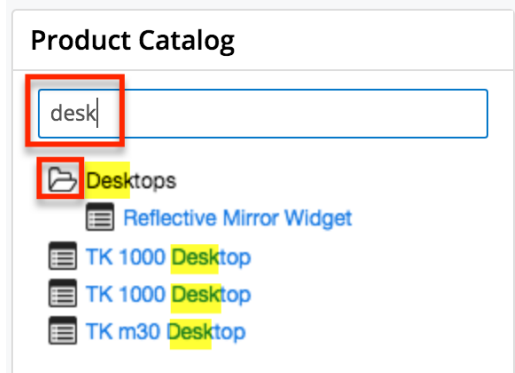 Product Catalog
desk
Desktops
Reflective Mirror Widget
TK 1000 Desktop
TK 1000 Desktop
TK m30 Desktop